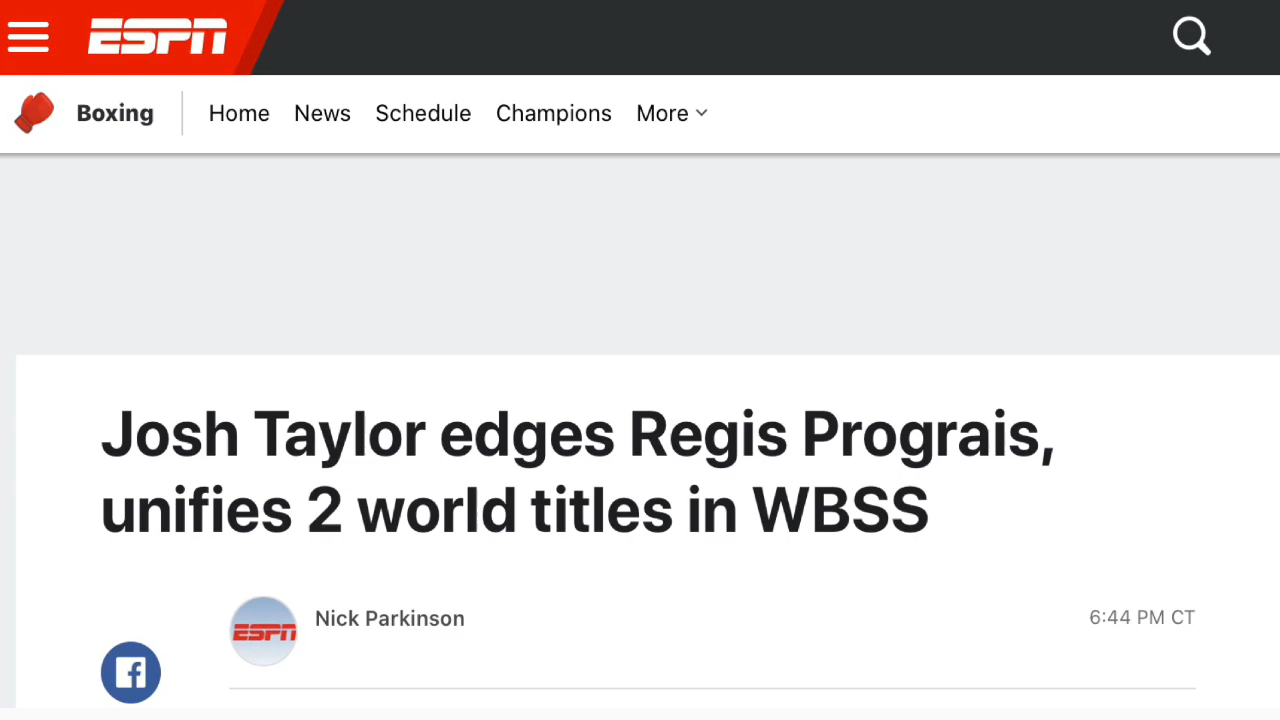 ESPN
Boxing Home News Schedule Champions More
Josh Taylor edges Regis Prograis,
unifies 2 world titles in WBSS
ESPN Nick Parkinson 6:44 PM CT